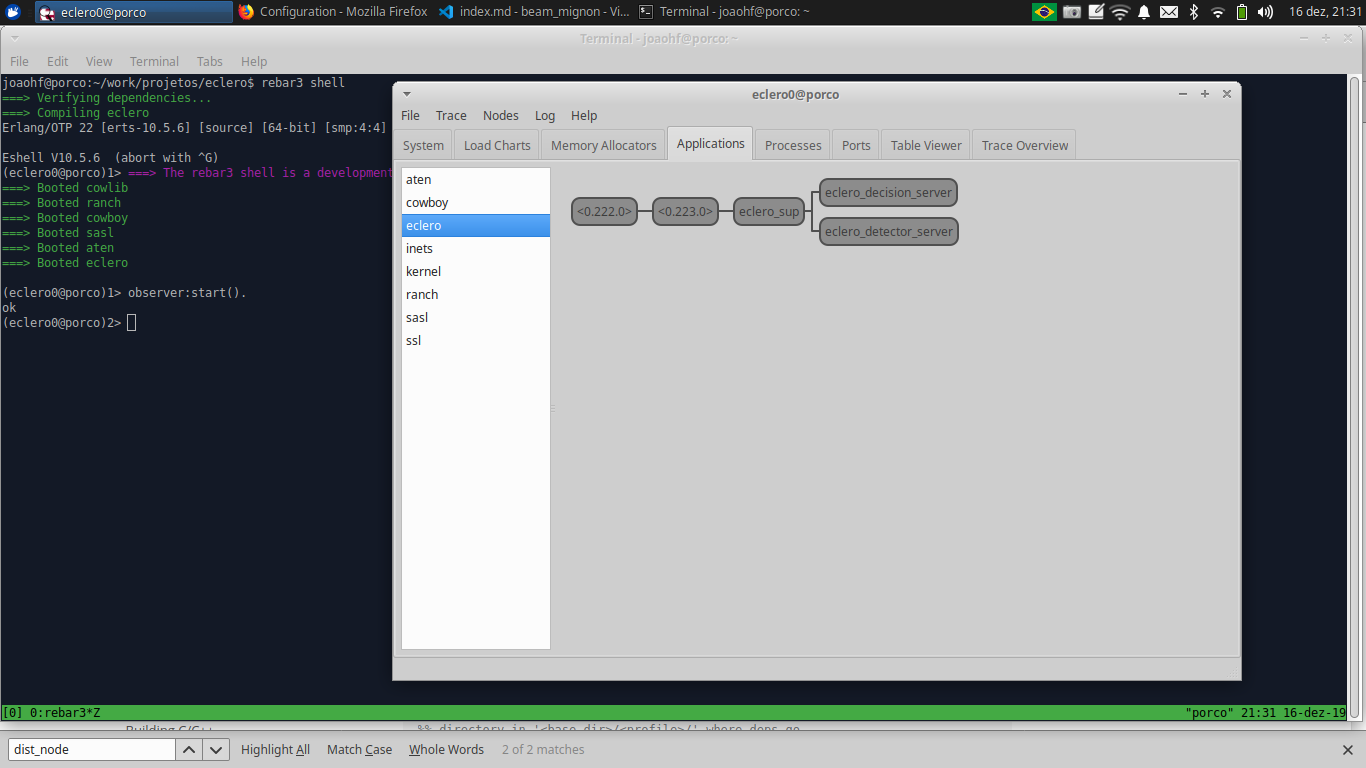 eclero0@porco
Configuration - Mozilla Firefox
index.md - beam_mignon - Vi...
Terminal - joaohf@porco: ~
16 dez, 21:31
Terminal - joaohf@porco: ~
File Edit View Terminal Tabs Help
joaohf@porco:~/work/projetos/eclero$ rebar3 shell
===> Verifying dependencies...
===> Compiling eclero
Erlang/OTP 22 [erts-10.5.6] [source] [64-bit] [smp:4:4]
Eshell V10.5.6  (abort with ^G)
(eclero0@porco)1> ===> The rebar3 shell is a development
===> Booted cowlib
===> Booted ranch
===> Booted cowboy
===> Booted sasl
===> Booted aten
===> Booted eclero
(eclero0@porco)1> observer:start().
ok
(eclero0@porco)2>
eclero0@porco
File Trace Nodes Log Help
System Load Charts Memory Allocators Applications Processes Ports Table Viewer Trace Overview
aten
cowboy
eclero
inets
kernel
ranch
sasl
ssl
<0.222.0>
<0.223.0>
eclero_sup
eclero_decision_server
eclero_detector_server
[0] 0:rebar3*Z
"porco" 21:31 16-dez-19
Building C/C++
%% directory in '<base_dir>/<profile>/' where deps go
dist_node
Highlight All Match Case Whole Words 2 of 2 matches